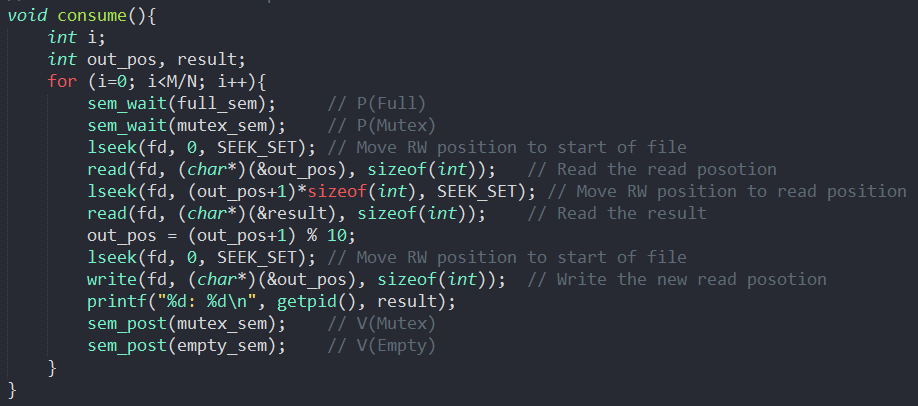 void consume(){
    int i;
    int out_pos, result;
    for (i=0; i<M/N; i++){
        sem_wait(full_sem);     // P(Full)
        sem_wait(mutex_sem);    // P(Mutex)
        lseek(fd, 0, SEEK_SET); // Move RW position to start of file
        read(fd, (char*)(&out_pos), sizeof(int));   // Read the read posotion
        lseek(fd, (out_pos+1)*sizeof(int), SEEK_SET); // Move RW position to read position
        read(fd, (char*)(&result), sizeof(int));    // Read the result
        out_pos = (out_pos+1) % 10;
        lseek(fd, 0, SEEK_SET); // Move RW position to start of file
        write(fd, (char*)(&out_pos), sizeof(int));  // Write the new read posotion
        printf("%d: %d\n", getpid(), result);
        sem_post(mutex_sem);    // V(Mutex)
        sem_post(empty_sem);    // V(Empty)
    }
}